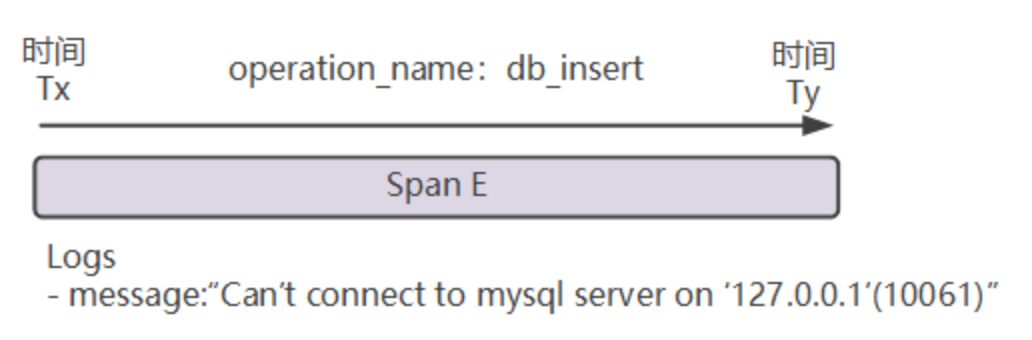 时间 时间
Tx operation_name：db_insert Ty
Span E
Logs
- message:“Can’t connect to mysql server on ‘127.0.0.1’(10061)”